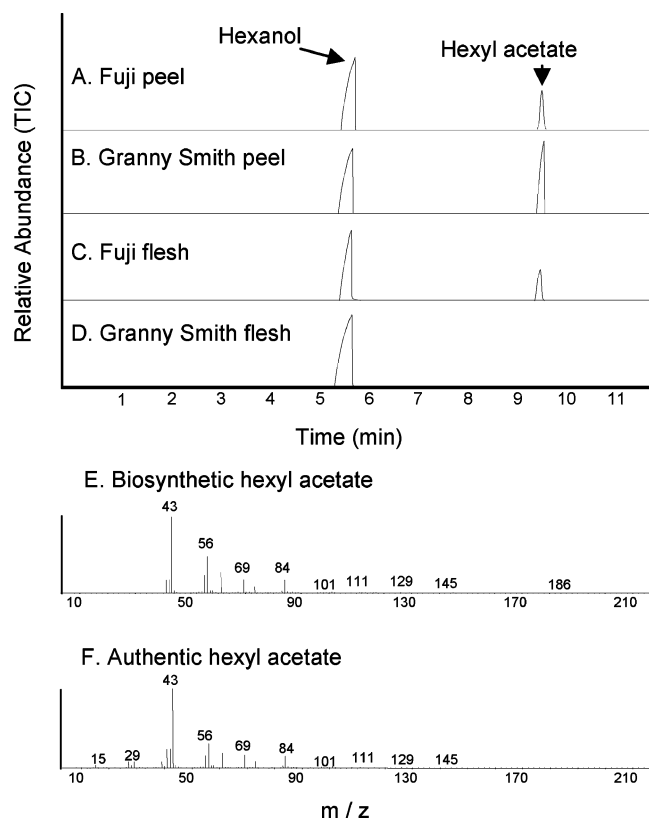 Hexanol
Hexyl acetate
A. Fuji peel
B. Granny Smith peel
C. Fuji flesh
D. Granny Smith flesh
Relative Abundance (TIC)
1 2 3 4 5 6 7 8 9 10 11
Time (min)
E. Biosynthetic hexyl acetate
43
56
69 84
101 111 129 145 186
10 50 90 130 170 210
F. Authentic hexyl acetate
43
56
15 29 69 84
101 111 129 145
10 50 90 130 170 210
m / z